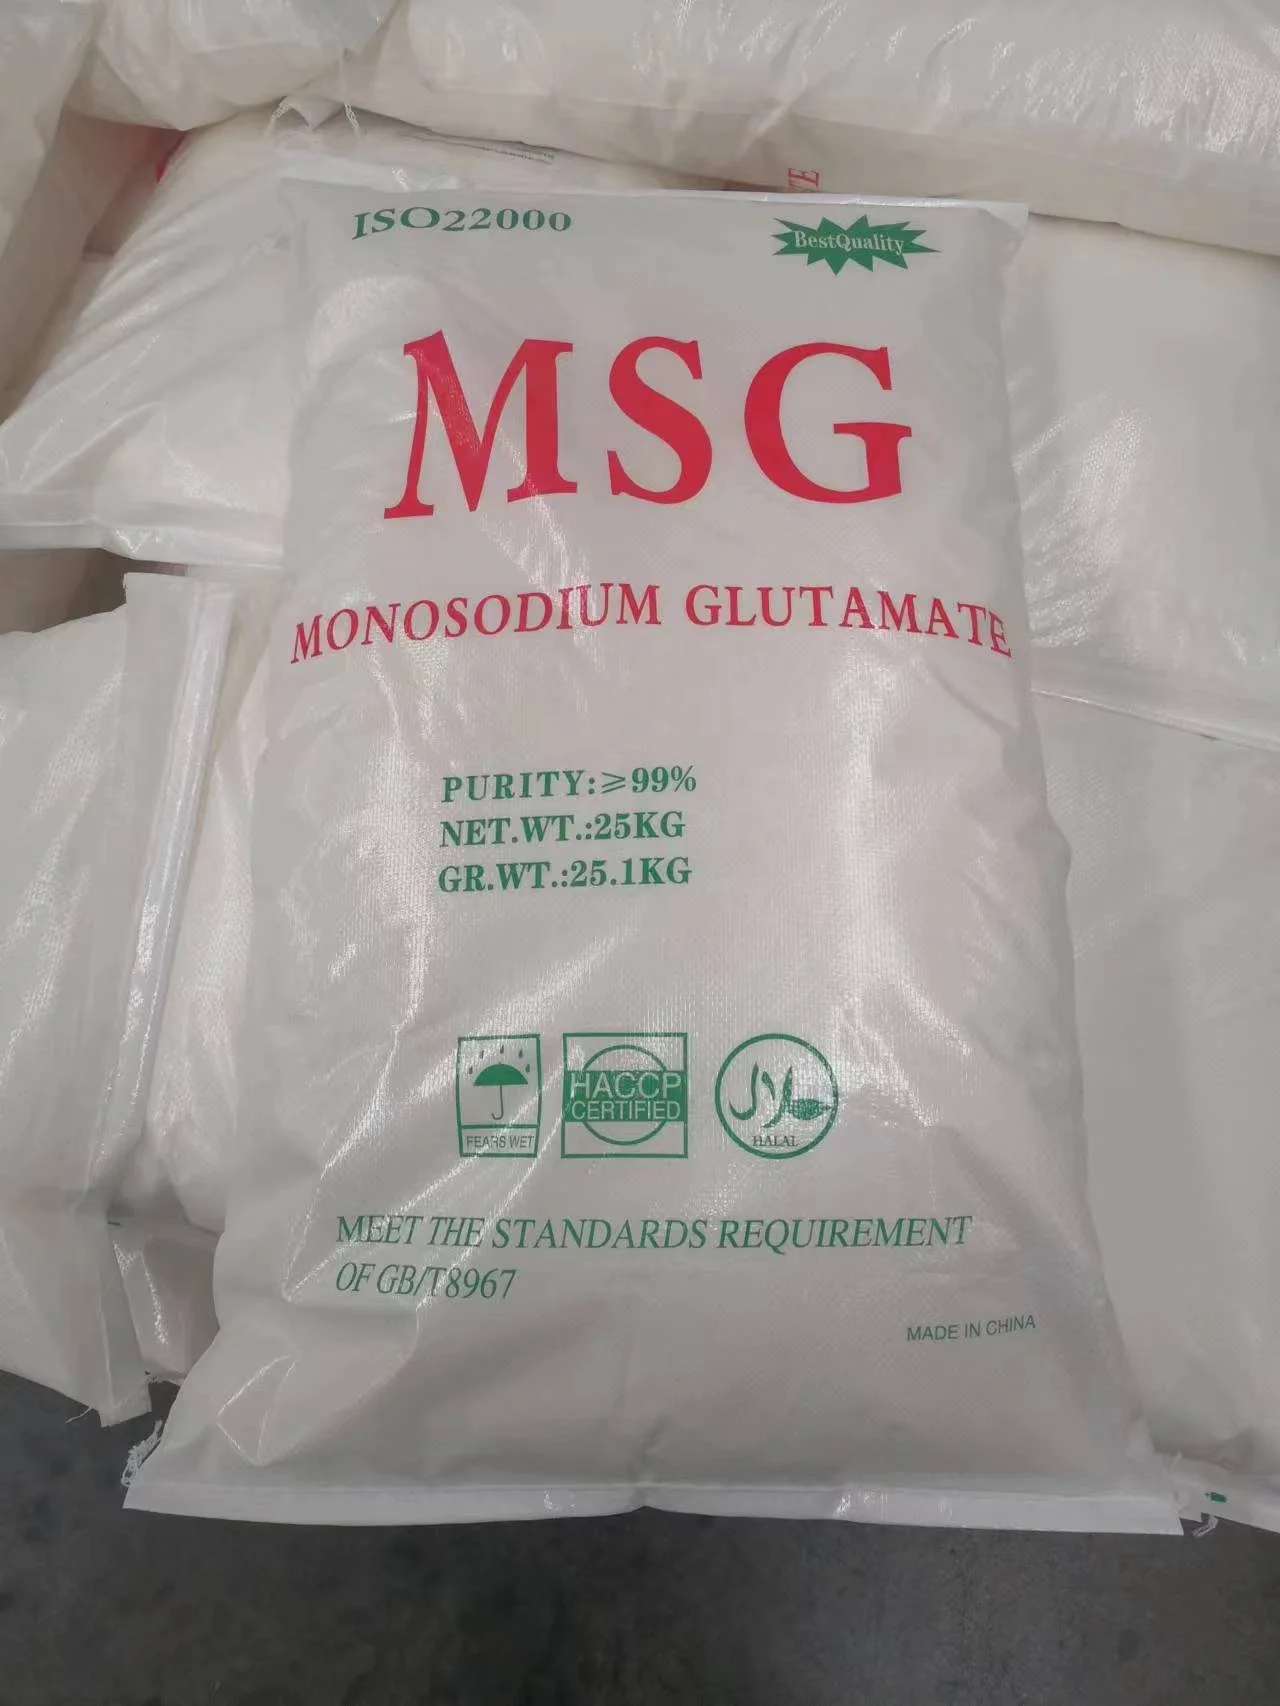 ISO22000
BestQuality
MSG
MONOSODIUM GLUTAMATE
PURITY:≥99%
NET.WT.:25KG
GR.WT.:25.1KG
FEARS WET
HACCP
CERTIFIED
حلال
HALAL
MEET THE STANDARDS REQUIREMENT
OF GB/T8967
MADE IN CHINA